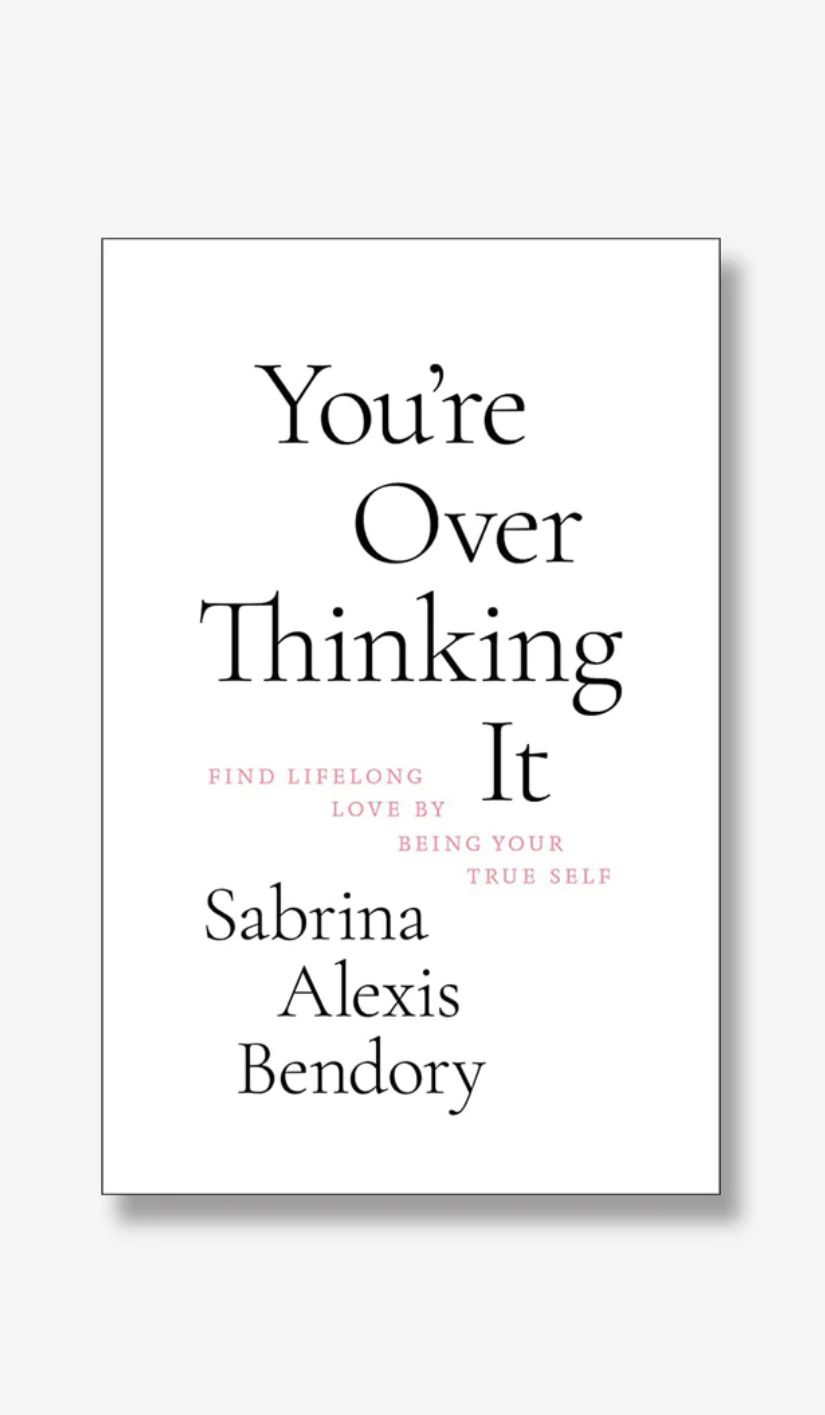 You’re
Over
Thinking
It
FIND LIFELONG
LOVE BY
BEING YOUR
TRUE SELF
Sabrina
Alexis
Bendory